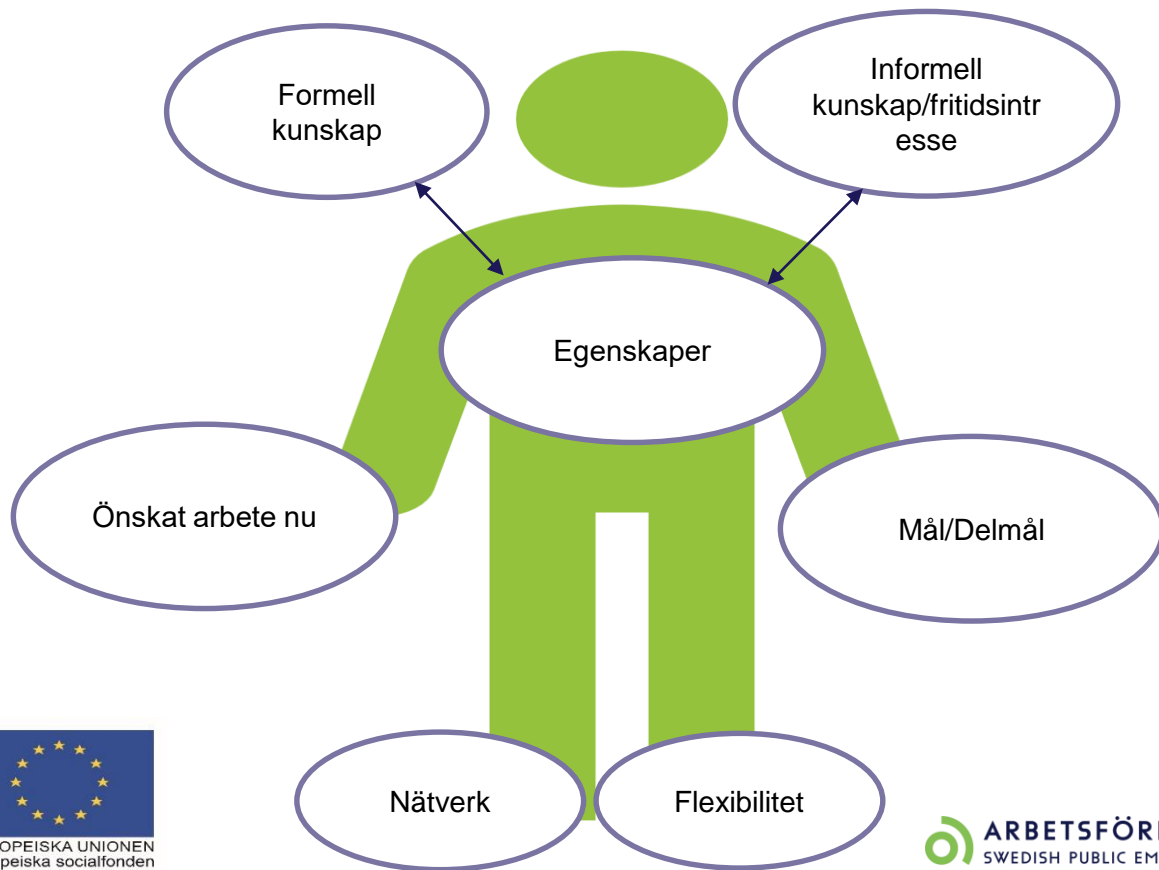 Formell
kunskap
Informell
kunskap/fritidsintr
esse
Egenskaper
Önskat arbete nu
Mål/Delmål
Nätverk
Flexibilitet
OPEISKA UNIONEN
peiska socialfonden
ARBETSFÖR
SWEDISH PUBLIC EM